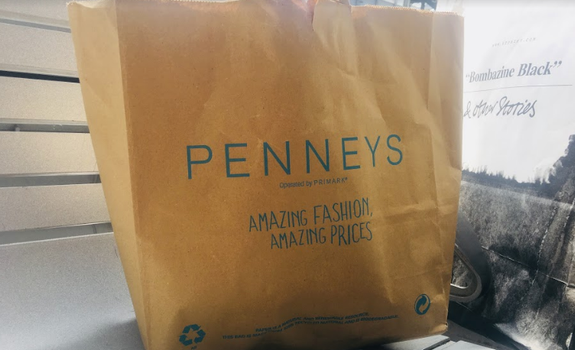 PENNEYS
operated by PRIMARK®
AMAZING FASHION,
AMAZING PRICES
"Bombazine Black"
& other Stories